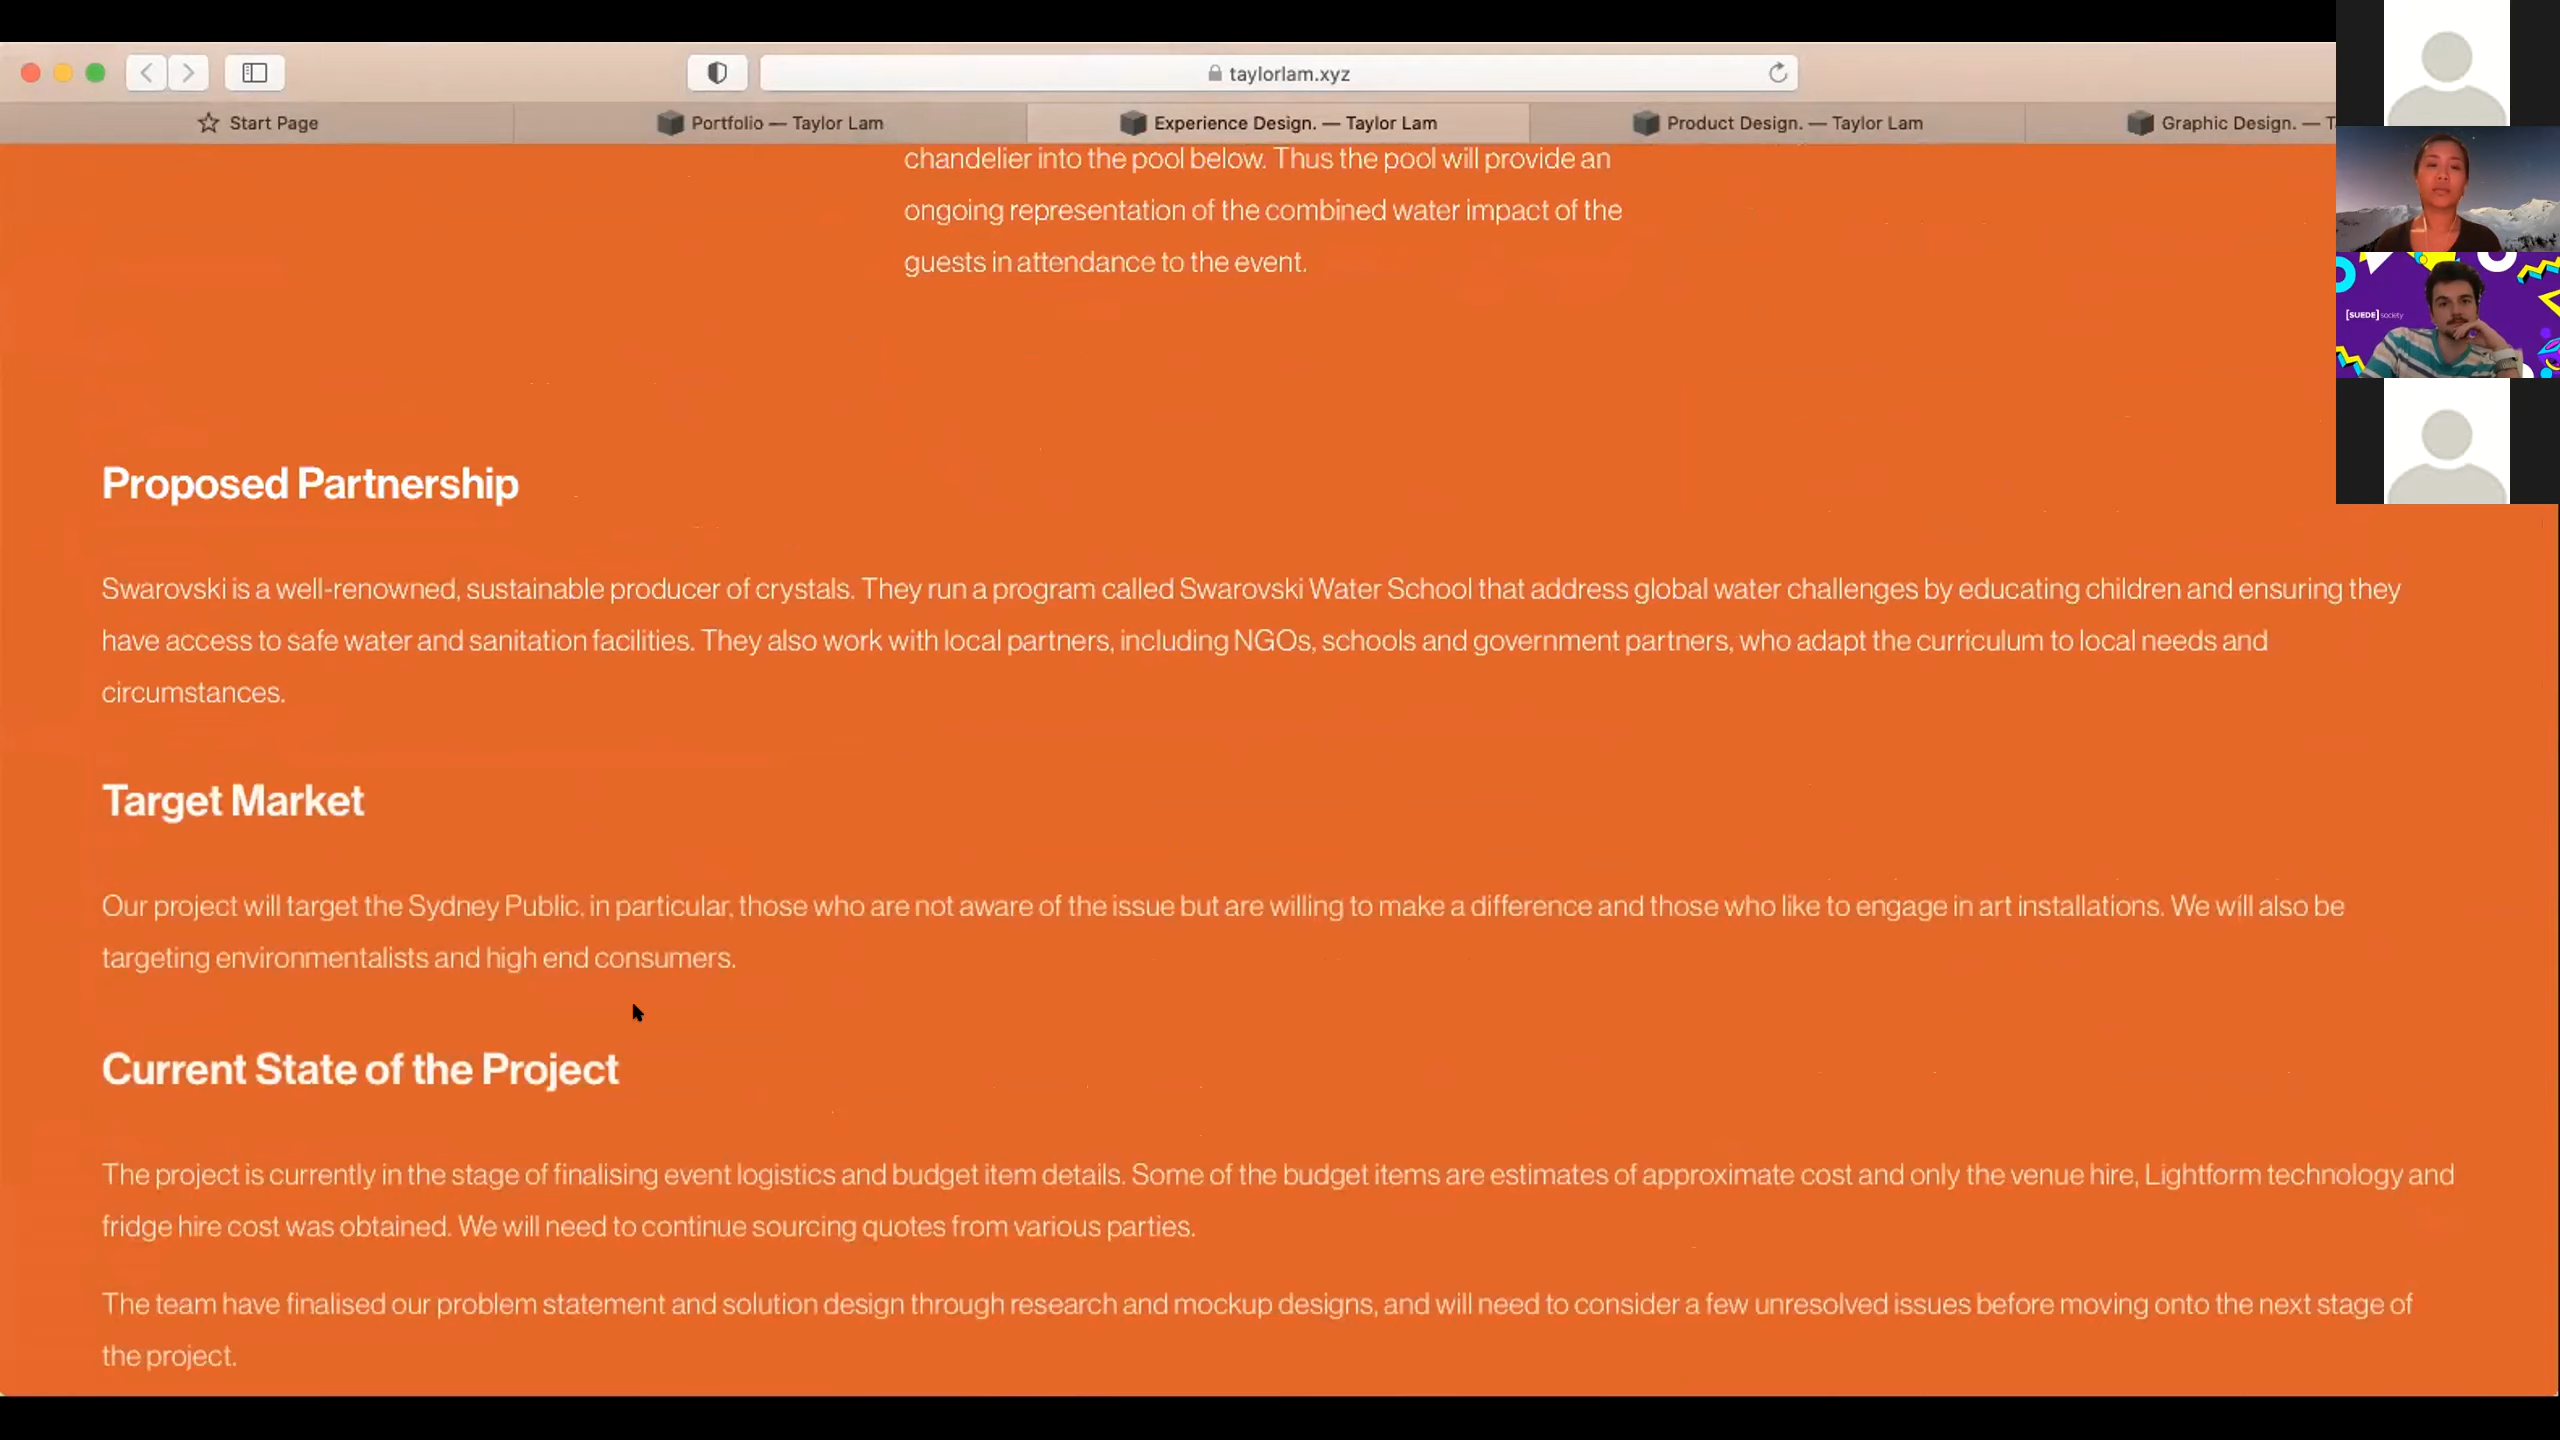 taylorlam.xyz
Start Page
Portfolio — Taylor Lam
Experience Design. — Taylor Lam
Product Design. — Taylor Lam
Graphic Design. — T
chandelier into the pool below. Thus the pool will provide an
ongoing representation of the combined water impact of the
guests in attendance to the event.
[SUEDE] society
Proposed Partnership
Swarovski is a well-renowned, sustainable producer of crystals. They run a program called Swarovski Water School that address global water challenges by educating children and ensuring they
have access to safe water and sanitation facilities. They also work with local partners, including NGOs, schools and government partners, who adapt the curriculum to local needs and
circumstances.
Target Market
Our project will target the Sydney Public, in particular, those who are not aware of the issue but are willing to make a difference and those who like to engage in art installations. We will also be
targeting environmentalists and high end consumers.
Current State of the Project
The project is currently in the stage of finalising event logistics and budget item details. Some of the budget items are estimates of approximate cost and only the venue hire, Lightform technology and
fridge hire cost was obtained. We will need to continue sourcing quotes from various parties.
The team have finalised our problem statement and solution design through research and mockup designs, and will need to consider a few unresolved issues before moving onto the next stage of
the project.